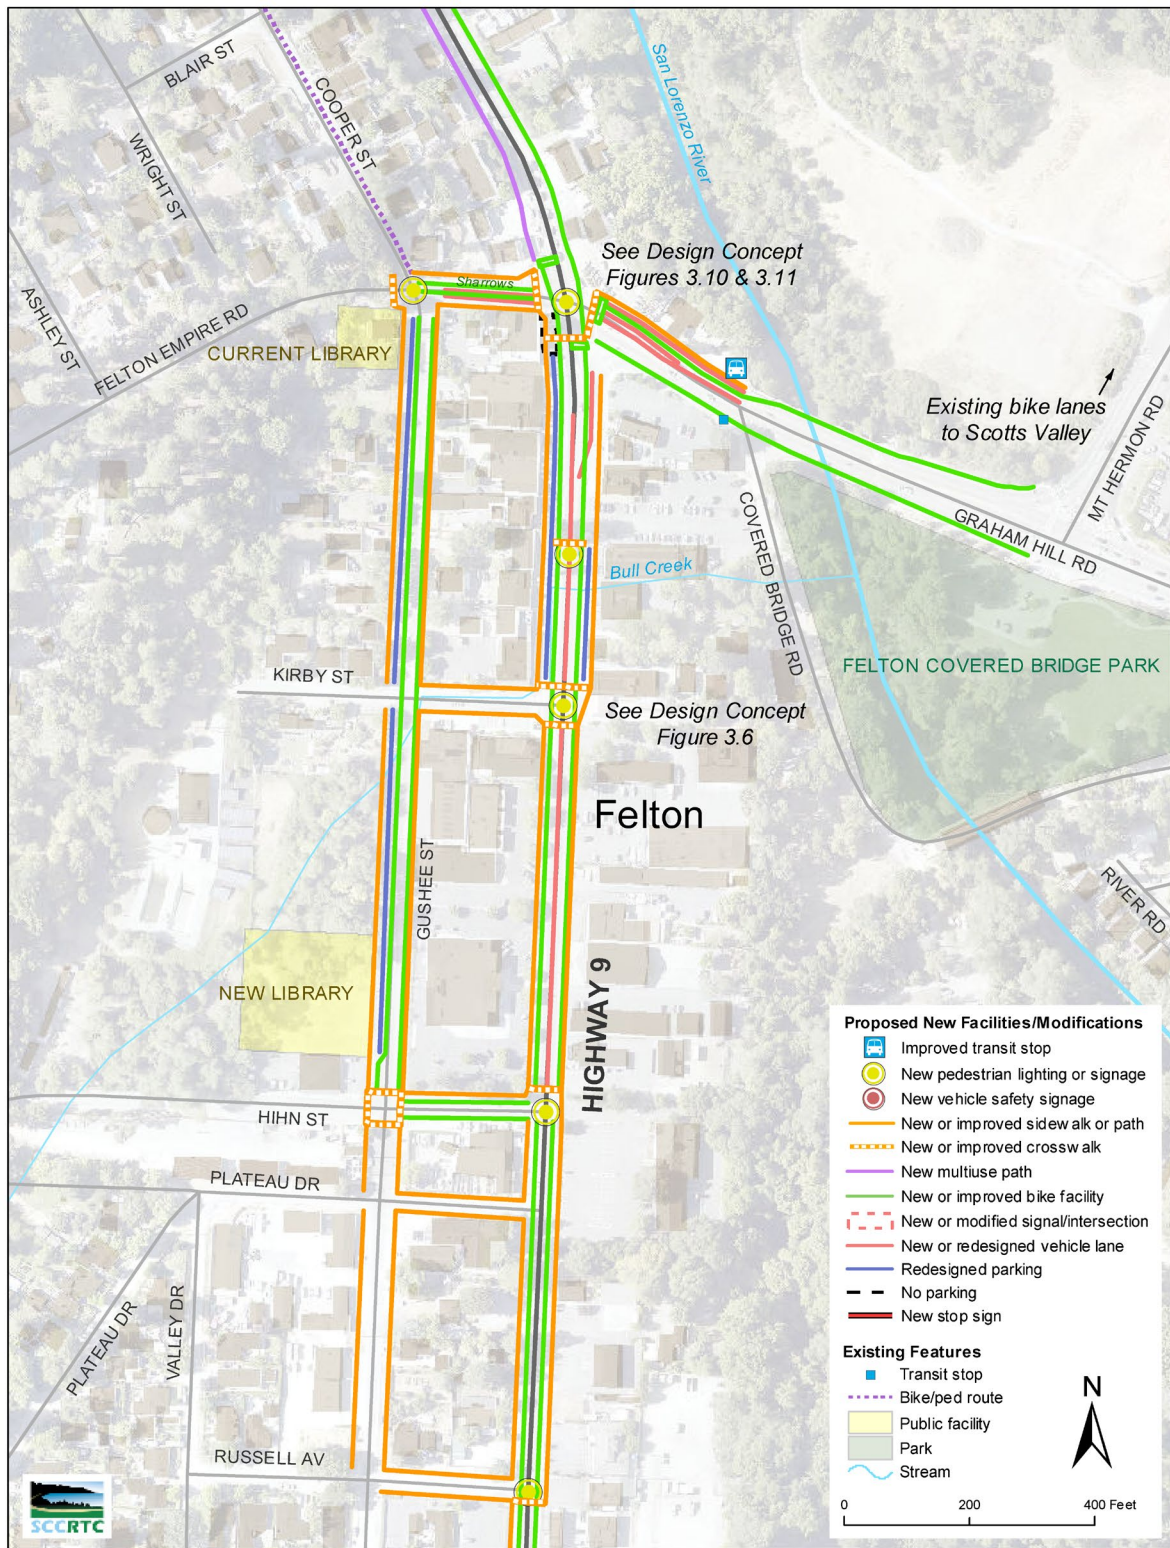 BLAIR ST
COOPER ST
WRIGHT ST
San Lorenzo River
See Design Concept
Figures 3.10 & 3.11
Sharrows
ASHLEY ST
FELTON EMPIRE RD
CURRENT LIBRARY
Existing bike lanes
to Scotts Valley
MT HERMON RD
GRAHAM HILL RD
COVERED BRIDGE RD
Bull Creek
FELTON COVERED BRIDGE PARK
KIRBY ST
See Design Concept
Figure 3.6
Felton
GUSHEE ST
RIVER RD
NEW LIBRARY
HIGHWAY 9
HIHN ST
PLATEAU DR
PLATEAU DR
VALLEY DR
RUSSELL AV
Proposed New Facilities/Modifications
Improved transit stop
New pedestrian lighting or signage
New vehicle safety signage
New or improved sidewalk or path
New or improved crosswalk
New multiuse path
New or improved bike facility
New or modified signal/intersection
New or redesigned vehicle lane
Redesigned parking
No parking
New stop sign
Existing Features
Transit stop
Bike/ped route
Public facility
Park
Stream
N
0 200 400 Feet
SCCRTC